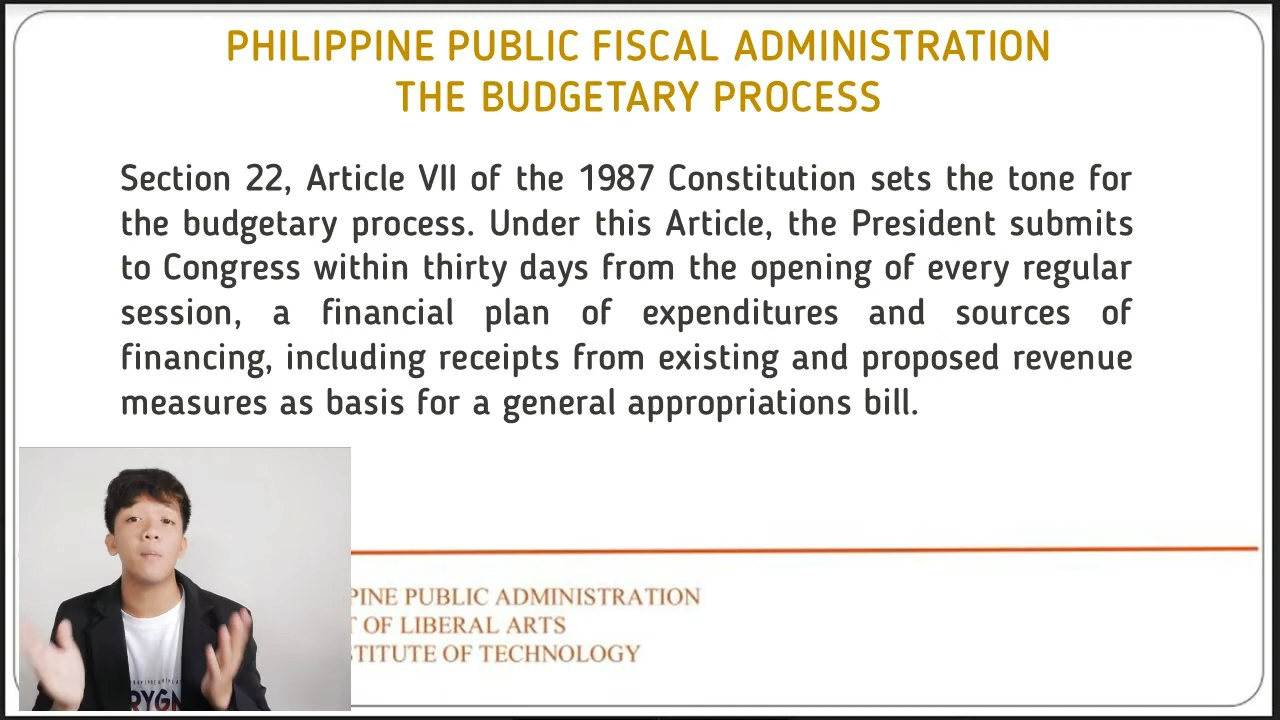 PHILIPPINE PUBLIC FISCAL ADMINISTRATION
THE BUDGETARY PROCESS
Section 22, Article VII of the 1987 Constitution sets the tone for
the budgetary process. Under this Article, the President submits
to Congress within thirty days from the opening of every regular
session, a financial plan of expenditures and sources of
financing, including receipts from existing and proposed revenue
measures as basis for a general appropriations bill.
PINE PUBLIC ADMINISTRATION
T OF LIBERAL ARTS
STITUTE OF TECHNOLOGY